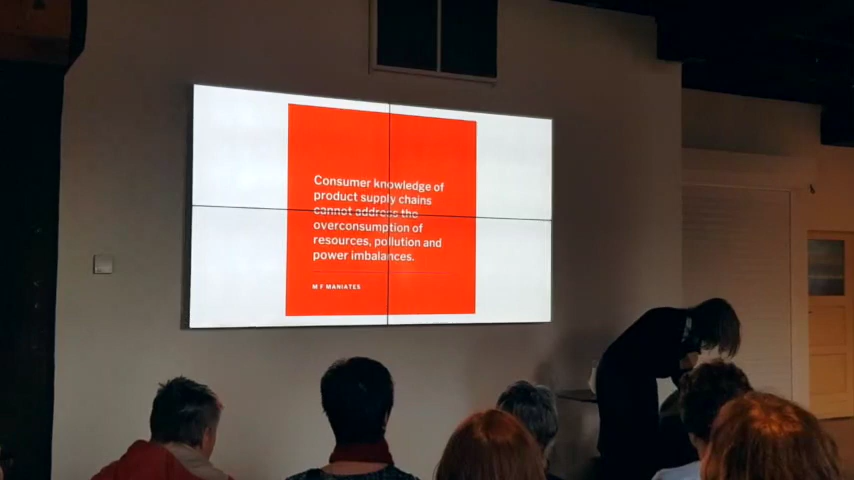 Consumer knowledge of
product supply chains
cannot address the
overconsumption of
resources, pollution and
power imbalances.
M F MANIATES